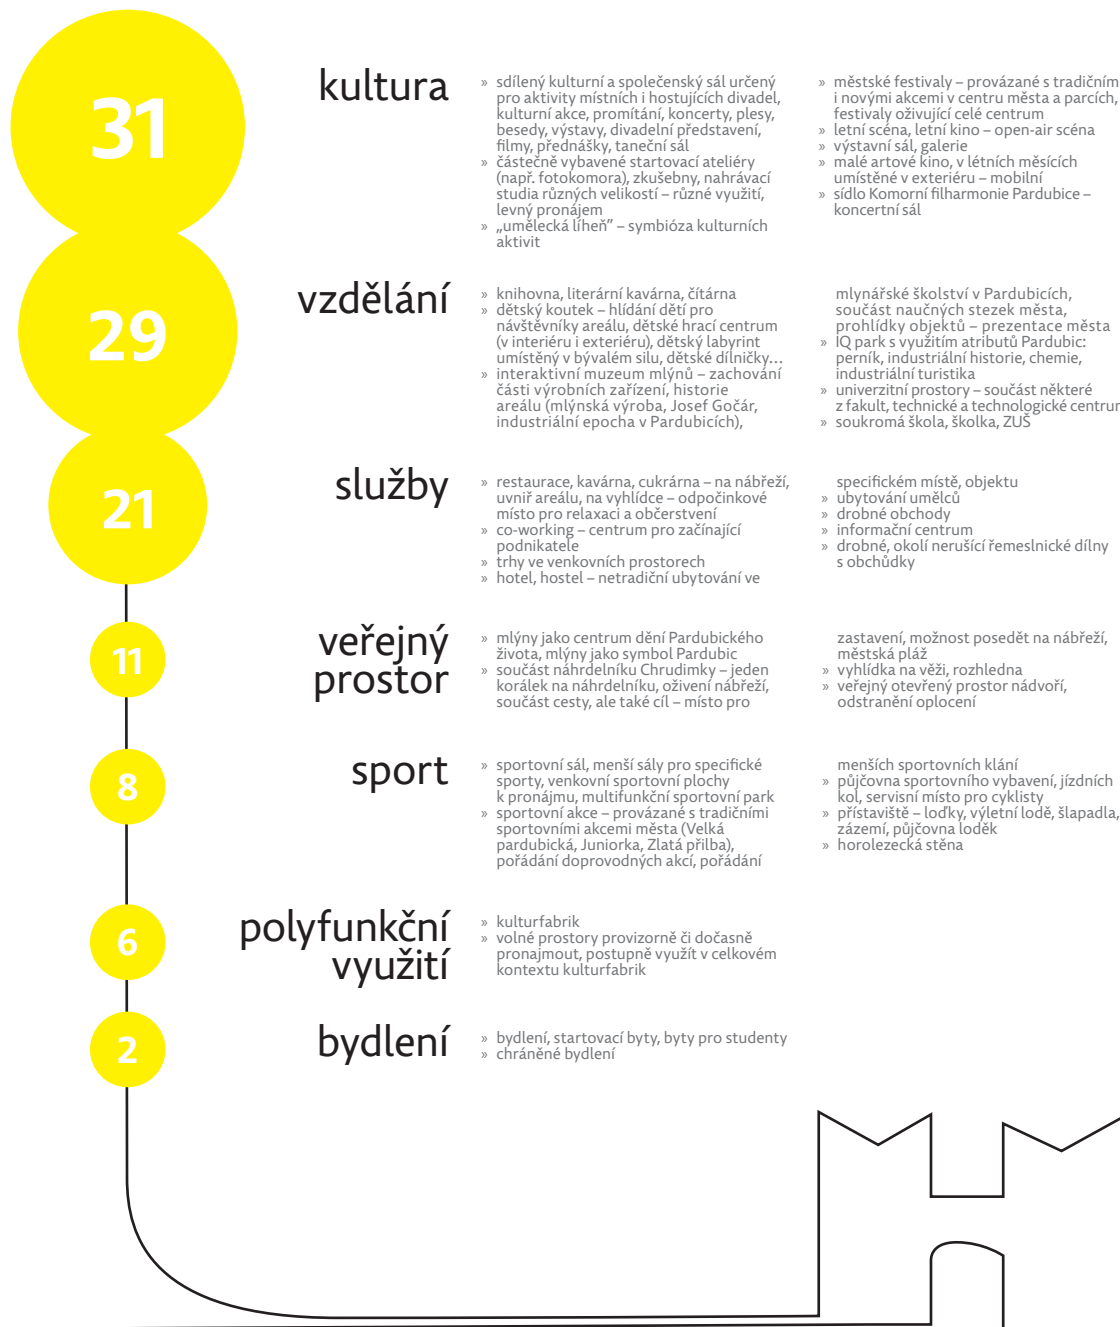 31
kultura
» sdílený kulturní a společenský sál určený
pro aktivity místních i hostujících divadel,
kulturní akce, promítání, koncerty, plesy,
besedy, výstavy, divadelní představení,
filmy, přednášky, taneční sál
» částečně vybavené startovací ateliéry
(např. fotokomora), zkušebny, nahrávací
studia různých velikostí – různé využití,
levný pronájem
» „umělecká líheň” – symbióza kulturních
aktivit
» městské festivaly – provázané s tradičním
i novými akcemi v centru města a parcích,
festivaly oživující celé centrum
» letní scéna, letní kino – open-air scéna
» výstavní sál, galerie
» malé artové kino, v létních měsících
umístěné v exteriéru – mobilní
» sídlo Komorní filharmonie Pardubice –
koncertní sál
29
vzdělání
» knihovna, literární kavárna, čítárna
» dětský koutek – hlídání dětí pro
návštěvníky areálu, dětské hrací centrum
(v interiéru i exteriéru), dětský labyrint
umístěný v bývalém silu, dětské dílničky...
» interaktivní muzeum mlýnů – zachování
části výrobních zařízení, historie
areálu (mlýnská výroba, Josef Gočár,
industriální epocha v Pardubicích),
mlynářské školství v Pardubicích,
součást naučných stezek města,
prohlídky objektů – prezentace města
» IQ park s využitím atributů Pardubic:
perník, industriální historie, chemie,
industriální turistika
» univerzitní prostory – součást některé
z fakult, technické a technologické centrum
» soukromá škola, školka, ZUŠ
21
služby
» restaurace, kavárna, cukrárna – na nábřeží,
uvniř areálu, na vyhlídce – odpočinkové
místo pro relaxaci a občerstvení
» co-working – centrum pro začínající
podnikatele
» trhy ve venkovních prostorech
» hotel, hostel – netradiční ubytování ve
specifickém místě, objektu
» ubytování umělců
» drobné obchody
» informační centrum
» drobné, okolí nerušící řemeslnické dílny
s obchůdky
11
veřejný
prostor
» mlýny jako centrum dění Pardubického
života, mlýny jako symbol Pardubic
» součást náhrdelníku Chrudimky – jeden
korálek na náhrdelníku, oživení nábřeží,
součást cesty, ale také cíl – místo pro
zastavení, možnost posedět na nábřeží,
městská pláž
» vyhlídka na věži, rozhledna
» veřejný otevřený prostor nádvoří,
odstranění oplocení
8
sport
» sportovní sál, menší sály pro specifické
sporty, venkovní sportovní plochy
k pronájmu, multifunkční sportovní park
» sportovní akce – provázané s tradičními
sportovními akcemi města (Velká
pardubická, Juniorka, Zlatá přilba),
pořádání doprovodných akcí, pořádání
menších sportovních klání
» půjčovna sportovního vybavení, jízdních
kol, servisní místo pro cyklisty
» přístaviště – loďky, výletní lodě, šlapadla,
zázemí, půjčovna loděk
» horolezecká stěna
6
polyfunkční
využití
» kulturfabrik
» volné prostory provizorně či dočasně
pronajmout, postupně využít v celkovém
kontextu kulturfabrik
2
bydlení
» bydlení, startovací byty, byty pro studenty
» chráněné bydlení